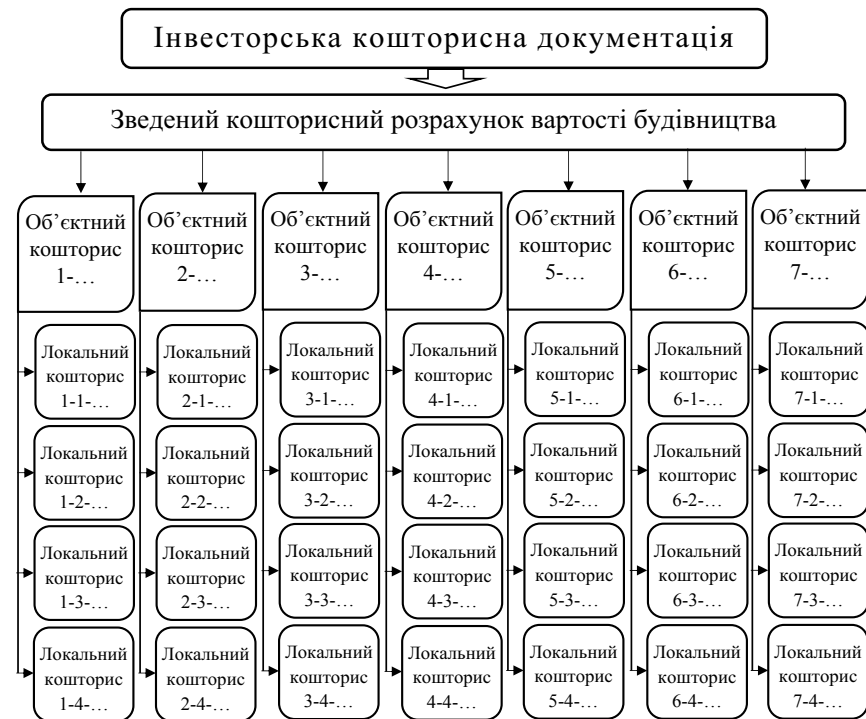 Інвесторська кошторисна документація
Зведений кошторисний розрахунок вартості будівництва
Об’єктний
кошторис
1-…
Об’єктний
кошторис
2-…
Об’єктний
кошторис
3-…
Об’єктний
кошторис
4-…
Об’єктний
кошторис
5-…
Об’єктний
кошторис
6-…
Об’єктний
кошторис
7-…
Локальний
кошторис
1-1-…
Локальний
кошторис
2-1-…
Локальний
кошторис
3-1-…
Локальний
кошторис
4-1-…
Локальний
кошторис
5-1-…
Локальний
кошторис
6-1-…
Локальний
кошторис
7-1-…
Локальний
кошторис
1-2-…
Локальний
кошторис
2-2-…
Локальний
кошторис
3-2-…
Локальний
кошторис
4-2-…
Локальний
кошторис
5-2-…
Локальний
кошторис
6-2-…
Локальний
кошторис
7-2-…
Локальний
кошторис
1-3-…
Локальний
кошторис
2-3-…
Локальний
кошторис
3-3-…
Локальний
кошторис
4-3-…
Локальний
кошторис
5-3-…
Локальний
кошторис
6-3-…
Локальний
кошторис
7-3-…
Локальний
кошторис
1-4-…
Локальний
кошторис
2-4-…
Локальний
кошторис
3-4-…
Локальний
кошторис
4-4-…
Локальний
кошторис
5-4-…
Локальний
кошторис
6-4-…
Локальний
кошторис
7-4-…